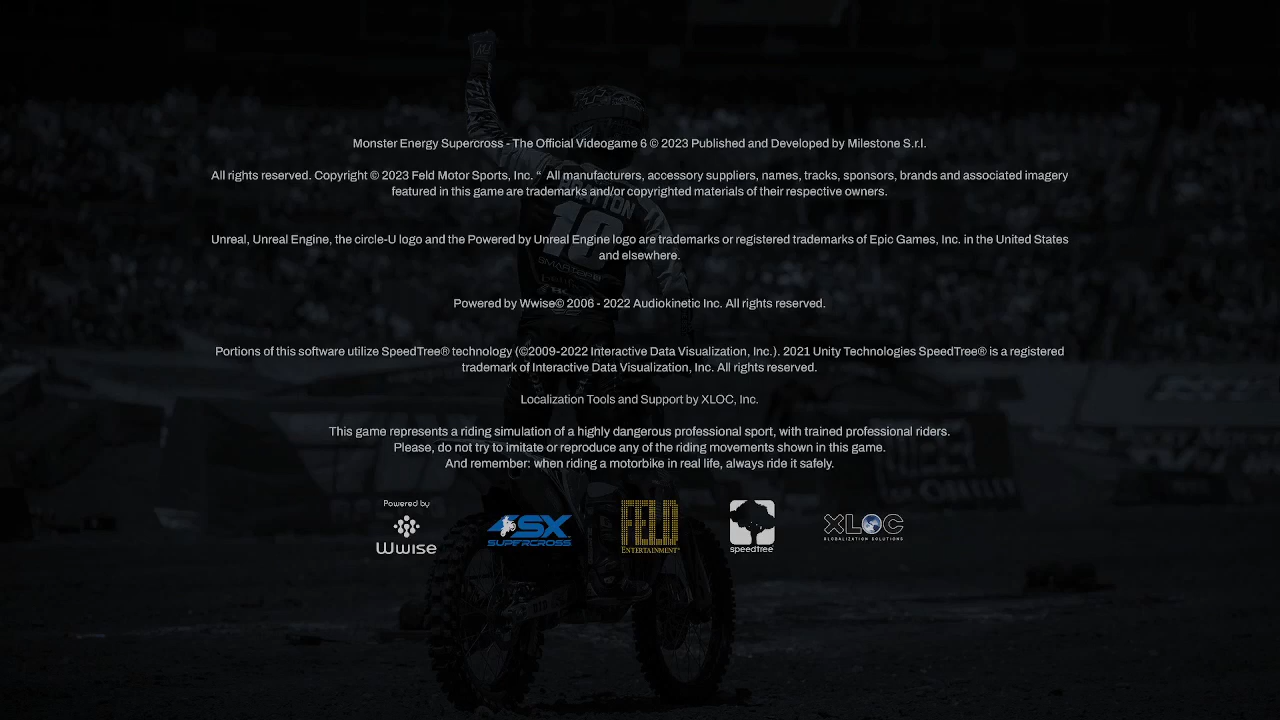 Monster Energy Supercross - The Official Videogame 6 © 2023 Published and Developed by Milestone S.r.l.
All rights reserved. Copyright © 2023 Feld Motor Sports, Inc. “ All manufacturers, accessory suppliers, names, tracks, sponsors, brands and associated imagery
featured in this game are trademarks and/or copyrighted materials of their respective owners.
BRAYTON
10
Unreal, Unreal Engine, the circle-U logo and the Powered by Unreal Engine logo are trademarks or registered trademarks of Epic Games, Inc. in the United States
and elsewhere.
Powered by Wwise© 2006 - 2022 Audiokinetic Inc. All rights reserved.
Portions of this software utilize SpeedTree® technology (©2009-2022 Interactive Data Visualization, Inc.). 2021 Unity Technologies SpeedTree® is a registered
trademark of Interactive Data Visualization, Inc. All rights reserved.
Localization Tools and Support by XLOC, Inc.
This game represents a riding simulation of a highly dangerous professional sport, with trained professional riders.
Please, do not try to imitate or reproduce any of the riding movements shown in this game.
And remember: when riding a motorbike in real life, always ride it safely.
Powered by
Wwise
SX
SUPERCROSS
FELD
ENTERTAINMENT
speedtree
XLOC
GLOBALIZATION SOLUTIONS